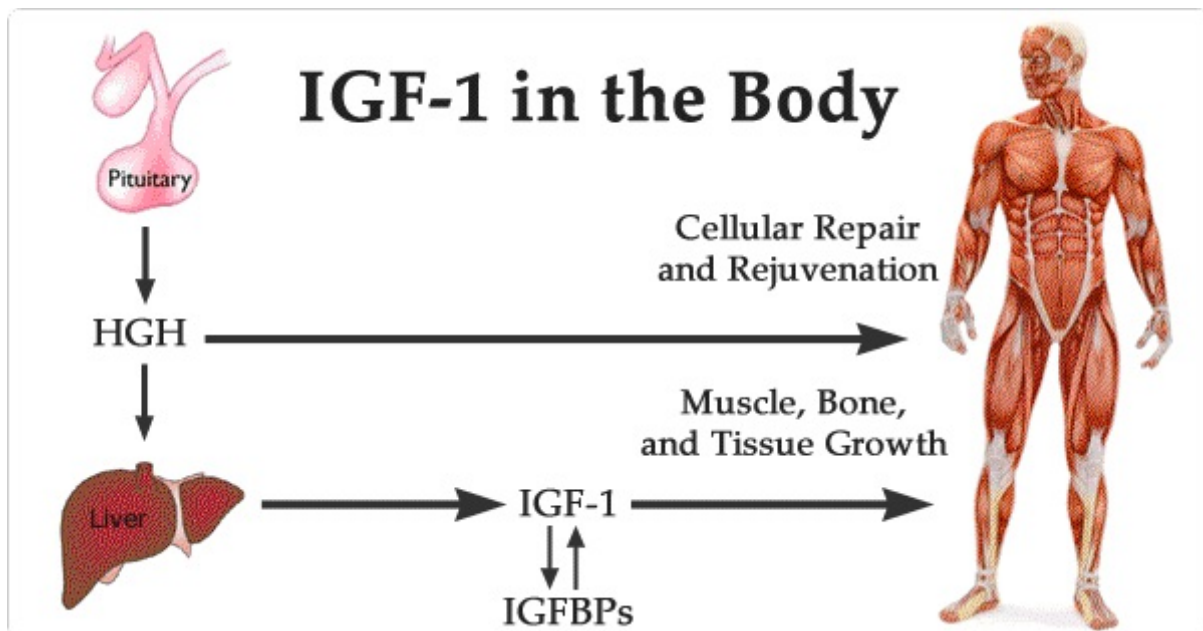 IGF-1 in the Body
Pituitary
Cellular Repair
and Rejuvenation
HGH
Muscle, Bone,
and Tissue Growth
Liver
IGF-1
IGFBPs